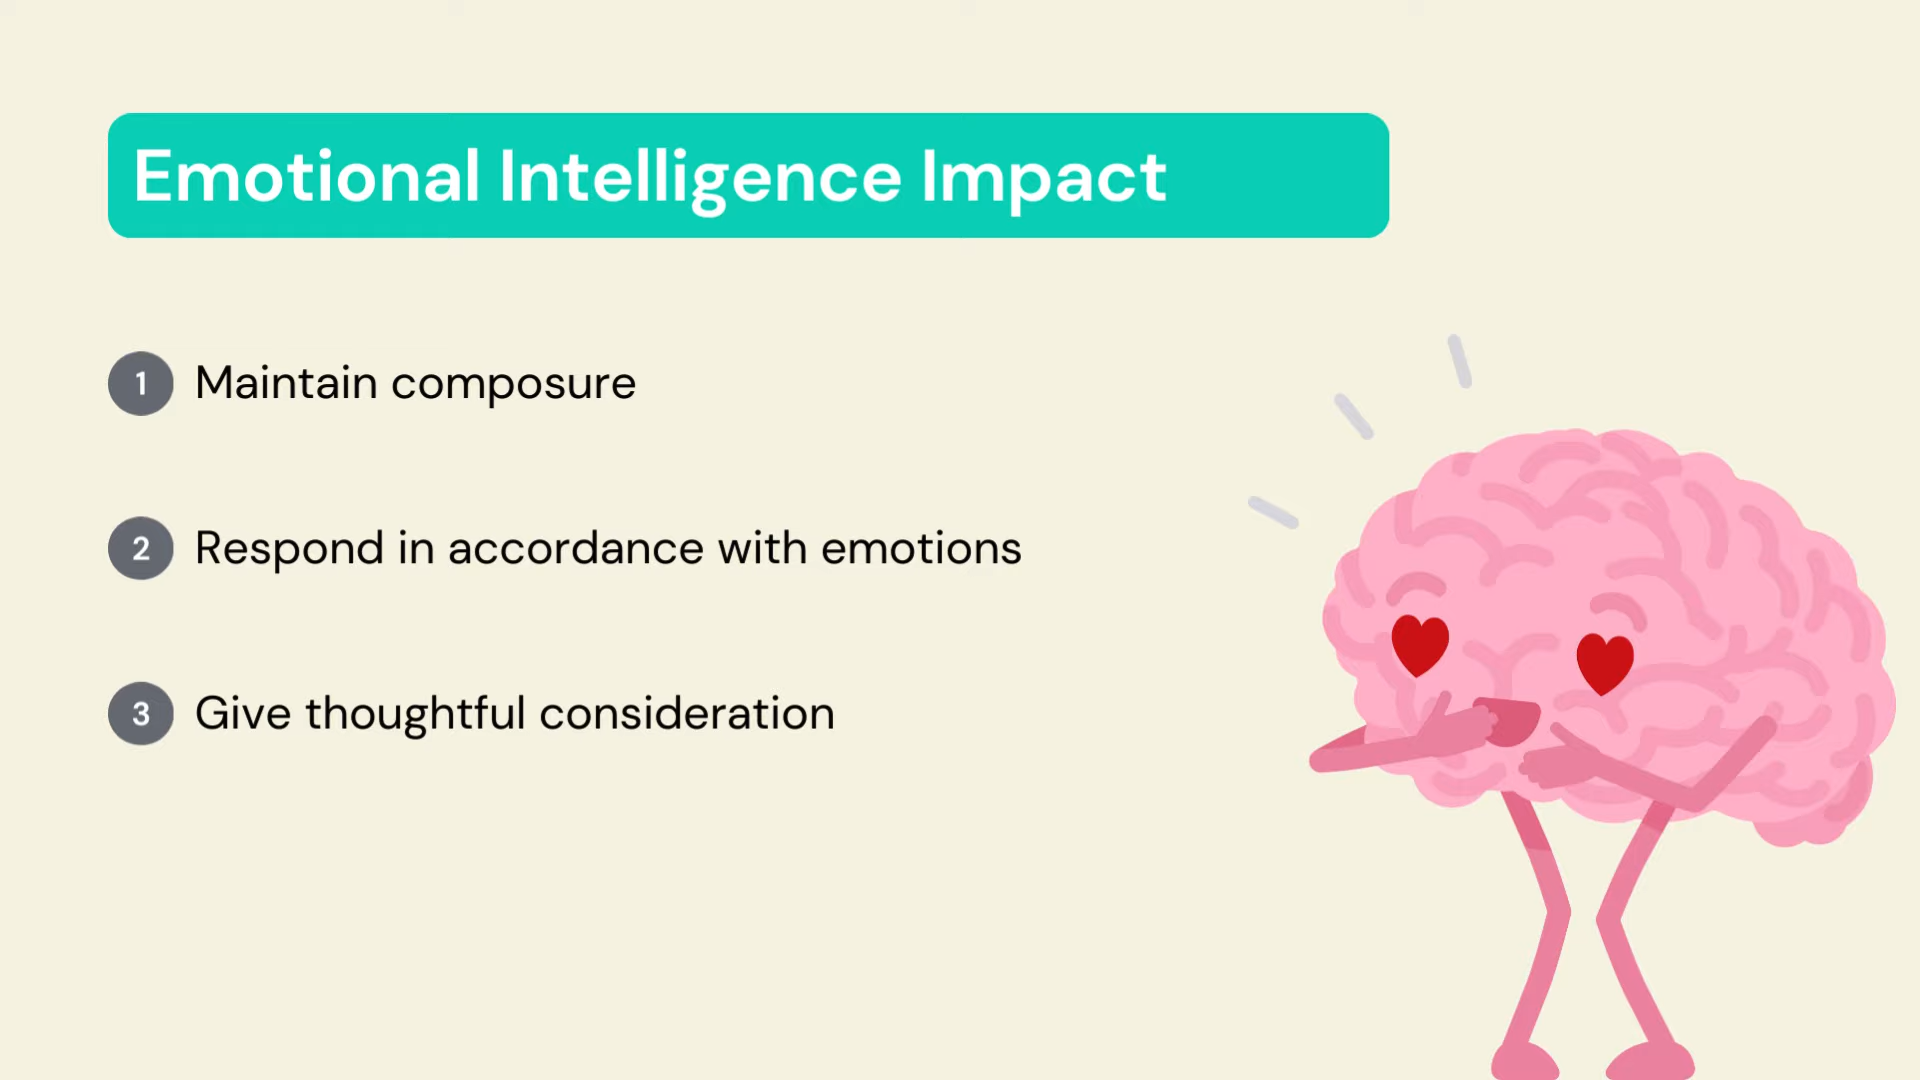 Emotional Intelligence Impact
1 Maintain composure
2 Respond in accordance with emotions
3 Give thoughtful consideration